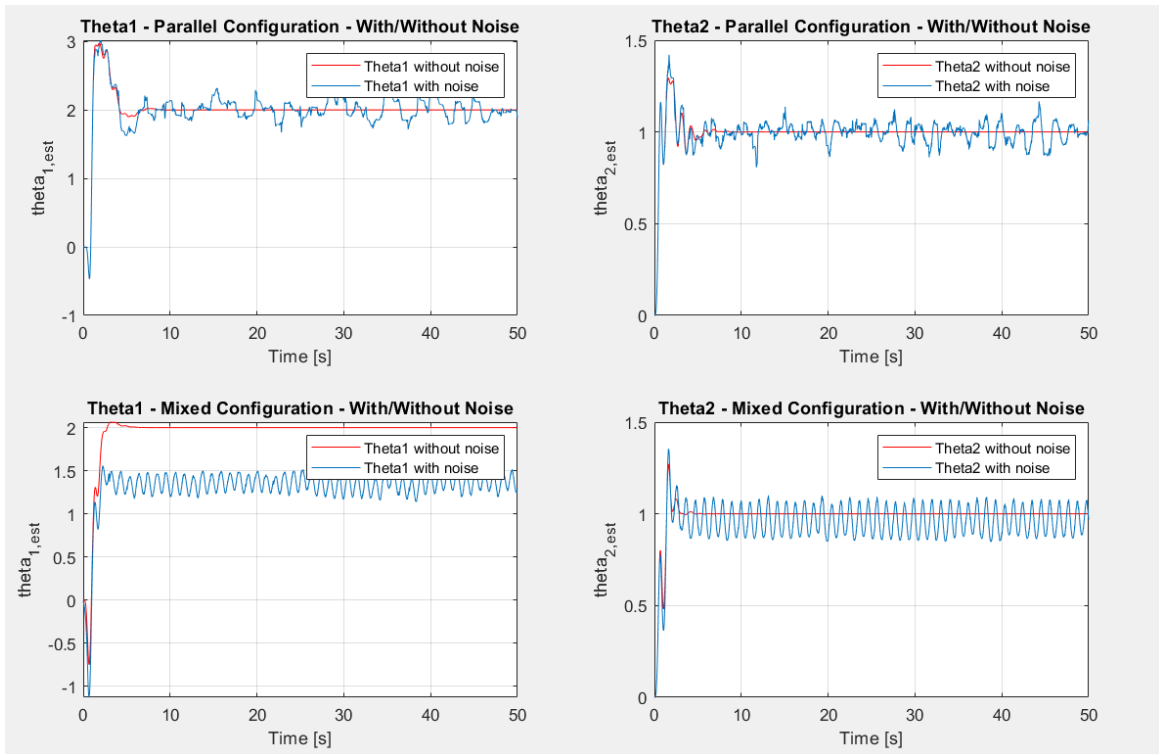 Theta1 - Parallel Configuration - With/Without Noise
3
2
1
0
-1
theta1,est
Theta1 without noise
Theta1 with noise
0 10 20 30 40 50
Time [s]
Theta2 - Parallel Configuration - With/Without Noise
1.5
1
0.5
0
theta2,est
Theta2 without noise
Theta2 with noise
0 10 20 30 40 50
Time [s]
Theta1 - Mixed Configuration - With/Without Noise
2
1.5
1
0.5
0
-0.5
-1
theta1,est
Theta1 without noise
Theta1 with noise
0 10 20 30 40 50
Time [s]
Theta2 - Mixed Configuration - With/Without Noise
1.5
1
0.5
0
theta2,est
Theta2 without noise
Theta2 with noise
0 10 20 30 40 50
Time [s]